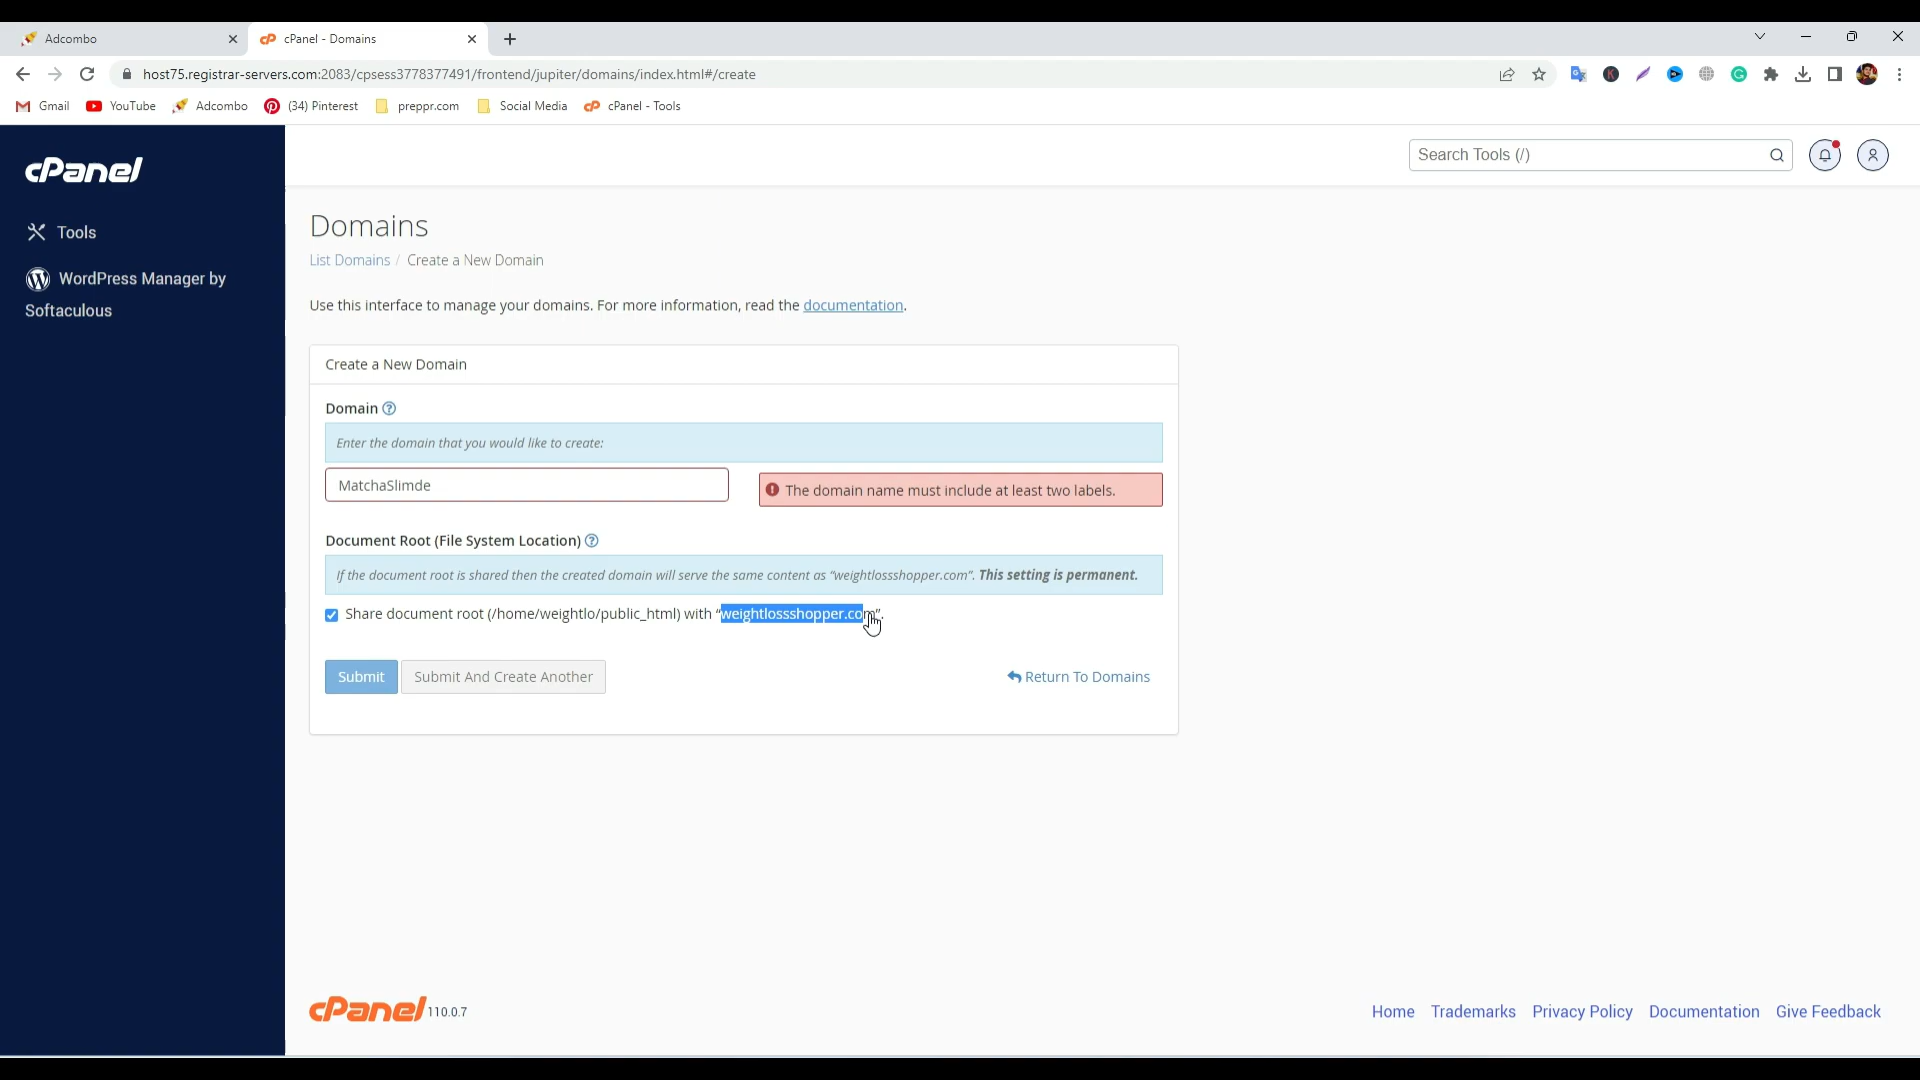 Adcombo
cPanel - Domains
host75.registrar-servers.com:2083/cpsess3778377491/frontend/jupiter/domains/index.html#/create
Gmail YouTube Adcombo (34) Pinterest preppr.com Social Media cPanel - Tools
cPanel
Search Tools (/)
Tools
WordPress Manager by
Softaculous
Domains
List Domains / Create a New Domain
Use this interface to manage your domains. For more information, read the documentation.
Create a New Domain
Domain
Enter the domain that you would like to create:
MatchaSlimde
The domain name must include at least two labels.
Document Root (File System Location)
If the document root is shared then the created domain will serve the same content as “weightlossshopper.com”. This setting is permanent.
Share document root (/home/weightlo/public_html) with “weightlossshopper.com”.
Submit Submit And Create Another Return To Domains
cPanel 110.0.7
Home Trademarks Privacy Policy Documentation Give Feedback